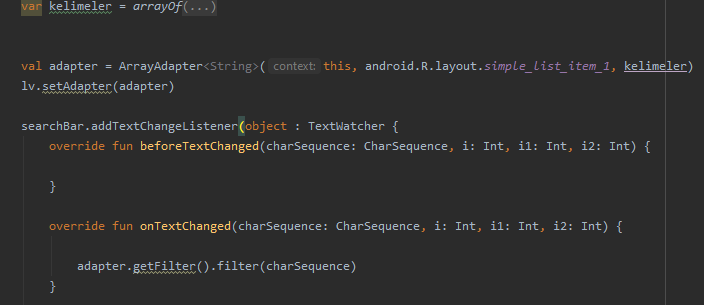 var kelimeler = arrayOf(...)
val adapter = ArrayAdapter<String>( context: this, android.R.layout.simple_list_item_1, kelimeler)
lv.setAdapter(adapter)
searchBar.addTextChangeListener(object : TextWatcher {
override fun beforeTextChanged(charSequence: CharSequence, i: Int, i1: Int, i2: Int) {
}
override fun onTextChanged(charSequence: CharSequence, i: Int, i1: Int, i2: Int) {
adapter.getFilter().filter(charSequence)
}